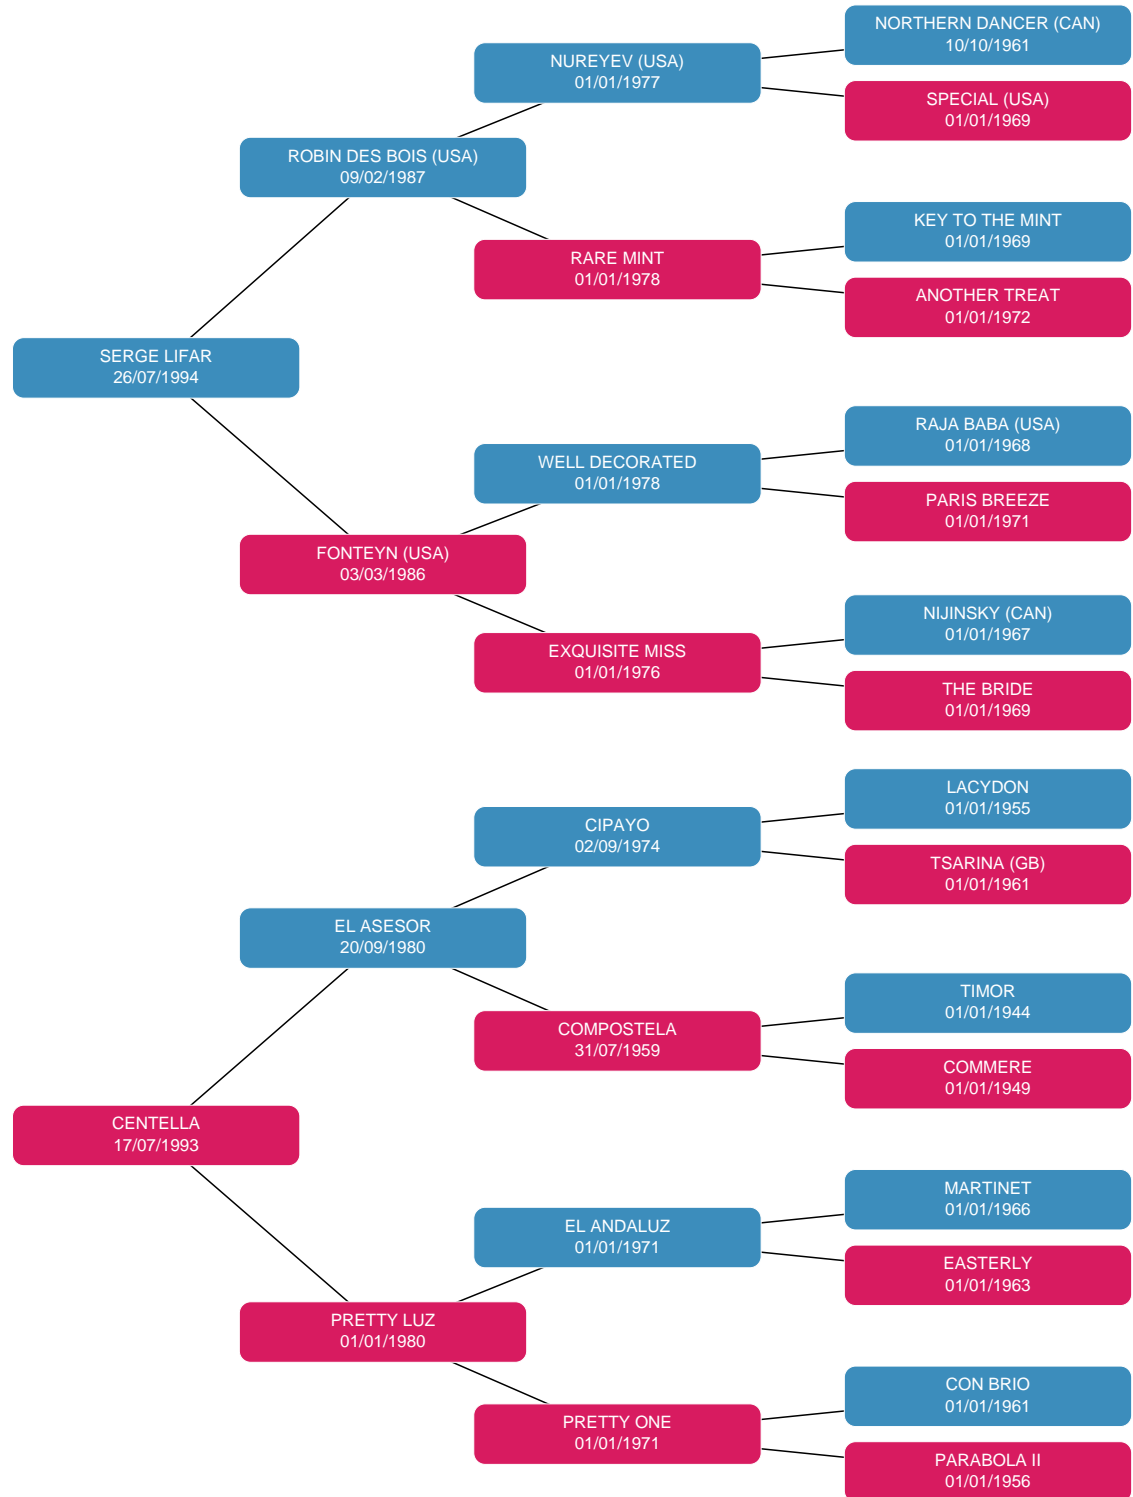 NORTHERN DANCER (CAN)
10/10/1961
NUREYEV (USA)
01/01/1977
SPECIAL (USA)
01/01/1969
ROBIN DES BOIS (USA)
09/02/1987
KEY TO THE MINT
01/01/1969
RARE MINT
01/01/1978
ANOTHER TREAT
01/01/1972
SERGE LIFAR
26/07/1994
RAJA BABA (USA)
01/01/1968
WELL DECORATED
01/01/1978
PARIS BREEZE
01/01/1971
FONTEYN (USA)
03/03/1986
NIJINSKY (CAN)
01/01/1967
EXQUISITE MISS
01/01/1976
THE BRIDE
01/01/1969
LACYDON
01/01/1955
CIPAYO
02/09/1974
TSARINA (GB)
01/01/1961
EL ASESOR
20/09/1980
TIMOR
01/01/1944
COMPOSTELA
31/07/1959
COMMERE
01/01/1949
CENTELLA
17/07/1993
MARTINET
01/01/1966
EL ANDALUZ
01/01/1971
EASTERLY
01/01/1963
PRETTY LUZ
01/01/1980
CON BRIO
01/01/1961
PRETTY ONE
01/01/1971
PARABOLA II
01/01/1956